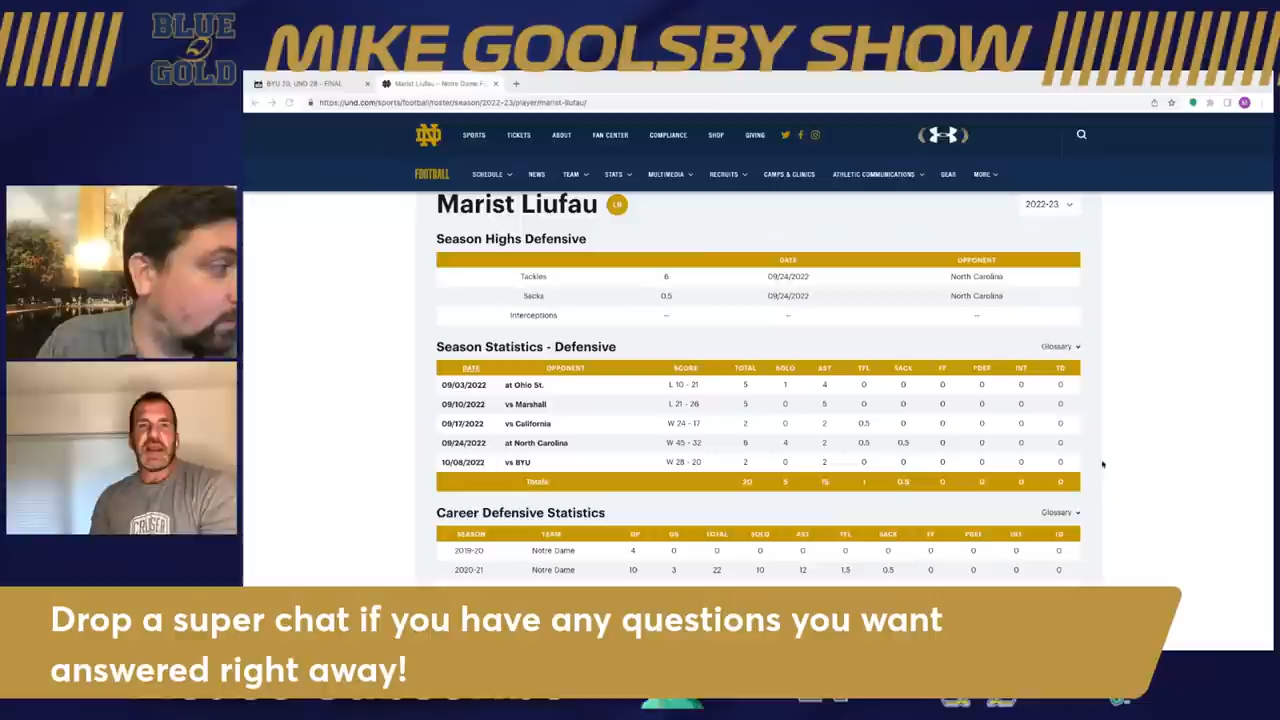 BLUE
GOLD
MIKE GOOLSBY SHOW
BYU 20, UND 28 - FINAL
Marist Liufau – Notre Dame F...
https://und.com/sports/football/roster/season/2022-23/player/marist-liufau/
SPORTS TICKETS ABOUT FAN CENTER COMPLIANCE SHOP GIVING
FOOTBALL SCHEDULE NEWS TEAM STATS MULTIMEDIA RECRUITS CAMPS & CLINICS ATHLETIC COMMUNICATIONS GEAR MORE
Marist Liufau LB 2022-23
Season Highs Defensive
DATE OPPONENT
Tackles 6 09/24/2022 North Carolina
Sacks 0.5 09/24/2022 North Carolina
Interceptions -- -- --
Season Statistics - Defensive Glossary
DATE OPPONENT SCORE TOTAL SOLO AST TFL SACK FF PDEF INT TD
09/03/2022 at Ohio St. L 10 - 21 5 1 4 0 0 0 0 0 0
09/10/2022 vs Marshall L 21 - 26 5 0 5 0 0 0 0 0 0
09/17/2022 vs California W 24 - 17 2 0 2 0.5 0 0 0 0 0
09/24/2022 at North Carolina W 45 - 32 6 4 2 0.5 0.5 0 0 0 0
10/08/2022 vs BYU W 28 - 20 2 0 2 0 0 0 0 0 0
Totals 20 5 15 1 0.5 0 0 0 0
Career Defensive Statistics Glossary
SEASON TEAM GP GS TOTAL SOLO AST TFL SACK FF PDEF INT TD
2019-20 Notre Dame 4 0 0 0 0 0 0 0 0 0 0
2020-21 Notre Dame 10 3 22 10 12 1.5 0.5 0 0 0 0
Drop a super chat if you have any questions you want
answered right away!